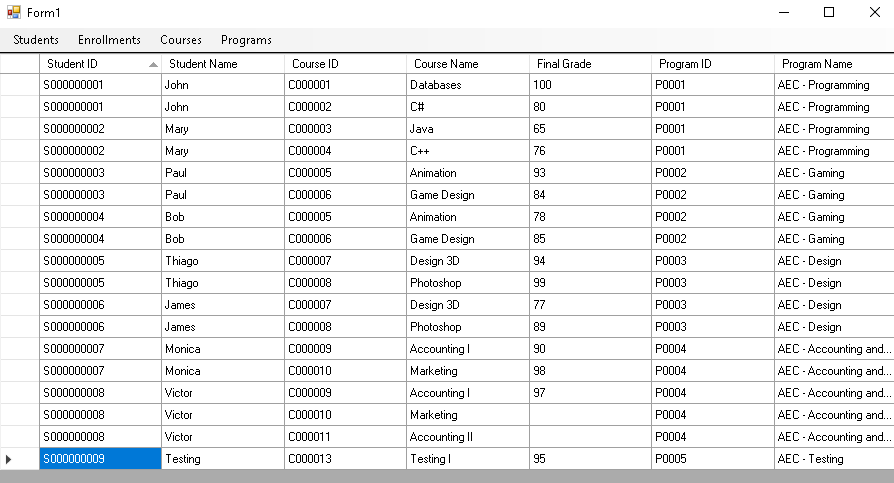 Form1
Students Enrollments Courses Programs
Student ID Student Name Course ID Course Name Final Grade Program ID Program Name
S000000001 John C000001 Databases 100 P0001 AEC - Programming
S000000001 John C000002 C# 80 P0001 AEC - Programming
S000000002 Mary C000003 Java 65 P0001 AEC - Programming
S000000002 Mary C000004 C++ 76 P0001 AEC - Programming
S000000003 Paul C000005 Animation 93 P0002 AEC - Gaming
S000000003 Paul C000006 Game Design 84 P0002 AEC - Gaming
S000000004 Bob C000005 Animation 78 P0002 AEC - Gaming
S000000004 Bob C000006 Game Design 85 P0002 AEC - Gaming
S000000005 Thiago C000007 Design 3D 94 P0003 AEC - Design
S000000005 Thiago C000008 Photoshop 99 P0003 AEC - Design
S000000006 James C000007 Design 3D 77 P0003 AEC - Design
S000000006 James C000008 Photoshop 89 P0003 AEC - Design
S000000007 Monica C000009 Accounting I 90 P0004 AEC - Accounting and...
S000000007 Monica C000010 Marketing 98 P0004 AEC - Accounting and...
S000000008 Victor C000009 Accounting I 97 P0004 AEC - Accounting and...
S000000008 Victor C000010 Marketing P0004 AEC - Accounting and...
S000000008 Victor C000011 Accounting II P0004 AEC - Accounting and...
S000000009 Testing C000013 Testing I 95 P0005 AEC - Testing